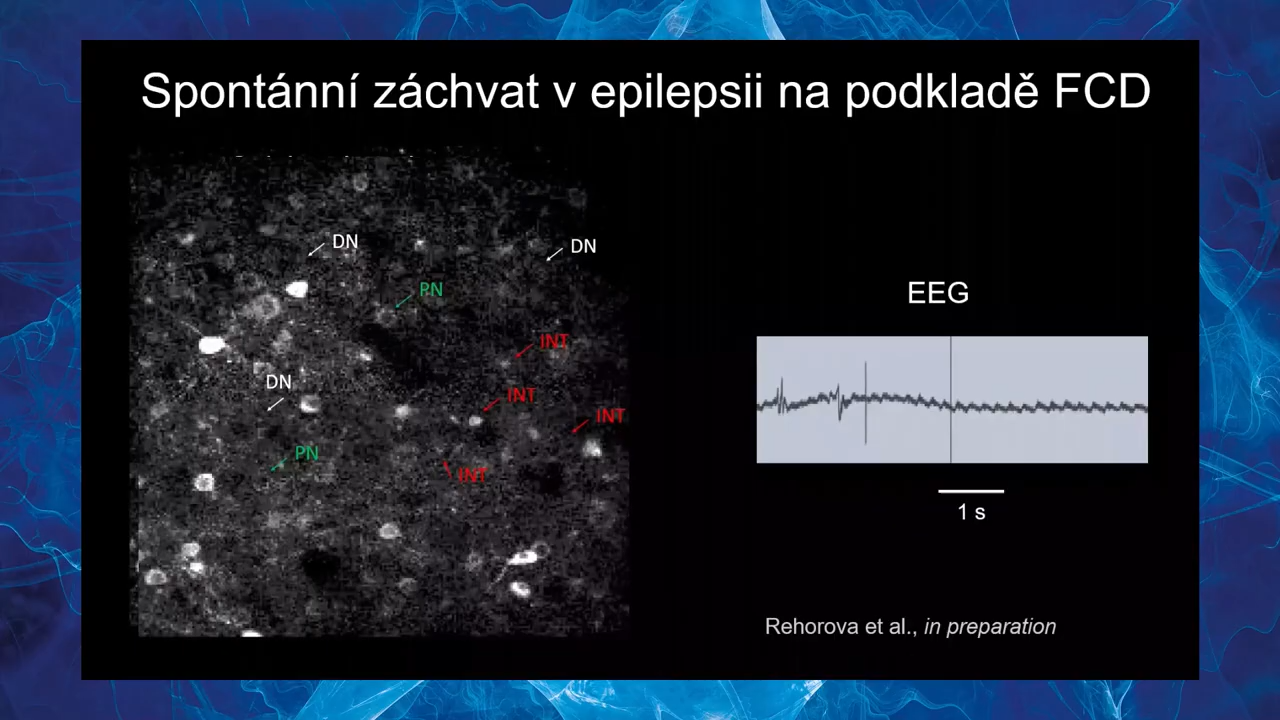 Spontánní záchvat v epilepsii na podkladě FCD
DN
DN
PN
INT
INT
DN
INT
PN
INT
EEG
1 s
Rehorova et al., in preparation